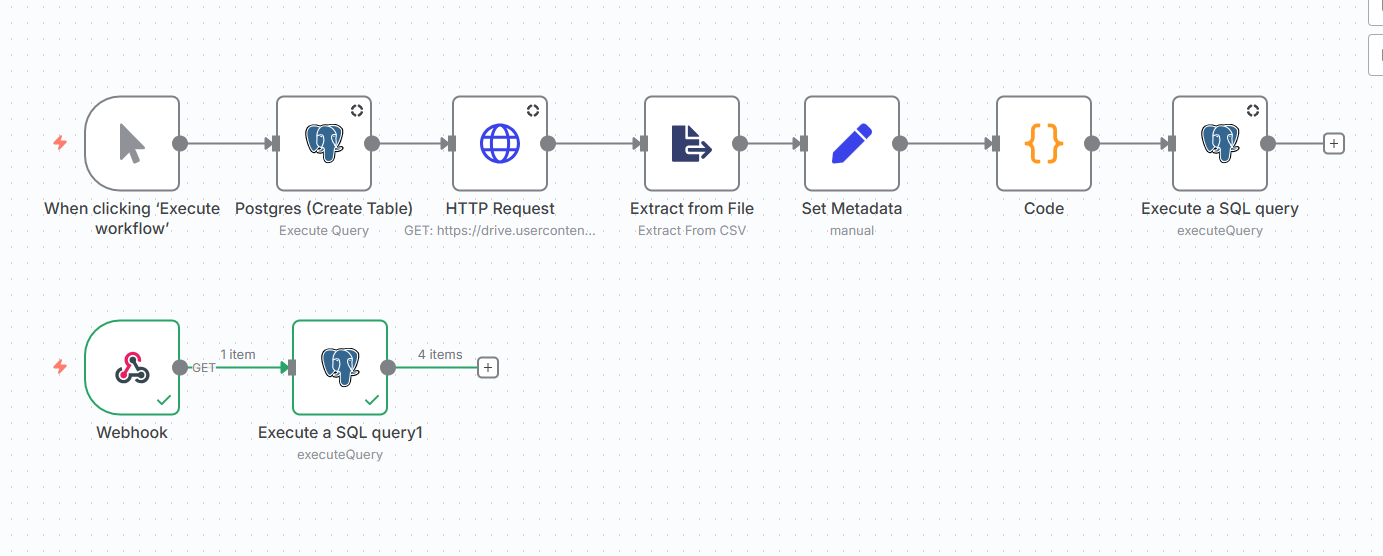 When clicking ‘Execute
workflow’
Postgres (Create Table)
Execute Query
HTTP Request
GET: https://drive.userconten...
Extract from File
Extract From CSV
Set Metadata
manual
Code
Execute a SQL query
executeQuery
GET
1 item
4 items
Webhook
Execute a SQL query1
executeQuery